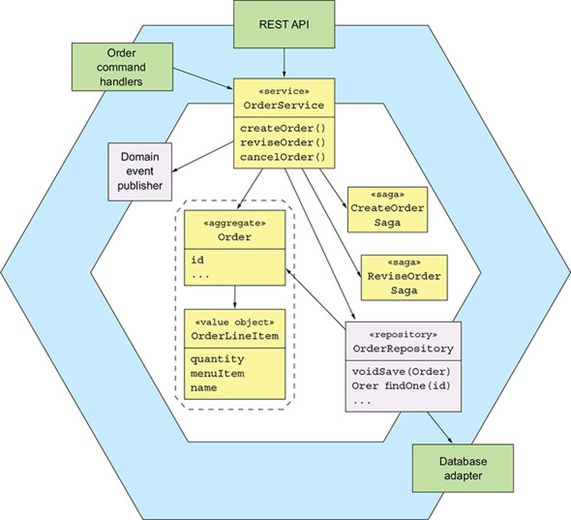 REST API
Order
command
handlers
«service»
OrderService
createOrder()
reviseOrder()
cancelOrder()
Domain
event
publisher
«saga»
CreateOrder
Saga
«aggregate»
Order
id
...
«saga»
ReviseOrder
Saga
«value object»
OrderLineItem
quantity
menuItem
name
«repository»
OrderRepository
voidSave(Order)
Orer findOne(id)
...
Database
adapter